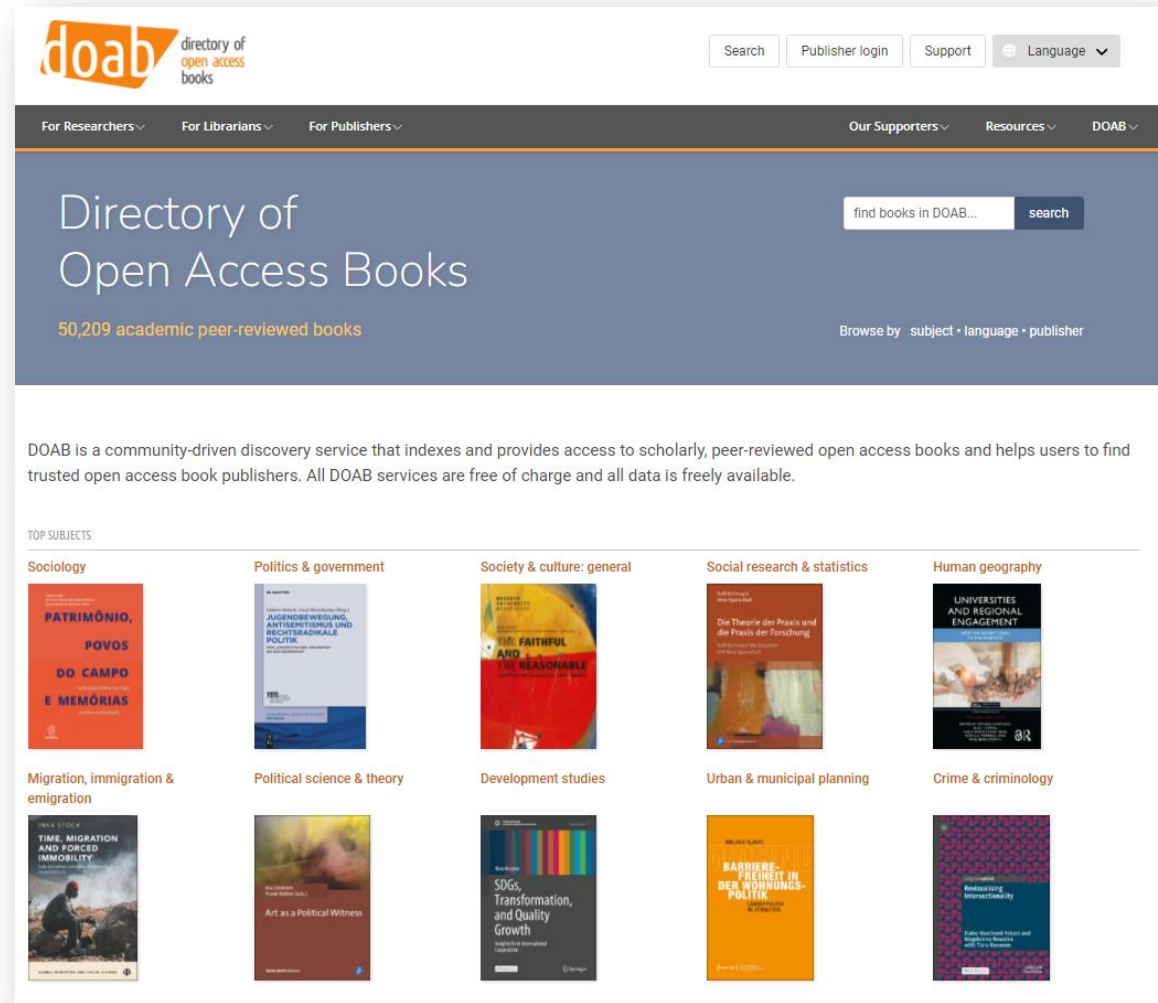 doab directory of
open access
books
Search Publisher login Support Language
For Researchers For Librarians For Publishers Our Supporters Resources DOAB
Directory of
Open Access Books
find books in DOAB... search
50,209 academic peer-reviewed books
Browse by subject • language • publisher
DOAB is a community-driven discovery service that indexes and provides access to scholarly, peer-reviewed open access books and helps users to find
trusted open access book publishers. All DOAB services are free of charge and all data is freely available.
TOP SUBJECTS
Sociology Politics & government Society & culture: general Social research & statistics Human geography
PATRIMÔNIO,
POVOS
DO CAMPO
E MEMÓRIAS
JUGENDBEWEGUNG,
ANTISEMITISMUS UND
RECHTSRADIKALE
POLITIK
THE FAITHFUL
AND
THE REASONABLE
Die Theorie der Praxis und
die Praxis der Forschung
UNIVERSITIES
AND REGIONAL
ENGAGEMENT
Migration, immigration &
emigration
Political science & theory Development studies Urban & municipal planning Crime & criminology
INKA STOCK
TIME, MIGRATION
AND FORCED
IMMOBILITY
Art as a Political Witness
SDGs,
Transformation,
and Quality
Growth
Springer
BARRIERE-
FREIHEIT IN
DER WOHNUNGS-
POLITIK
Revisualising
Intersectionality